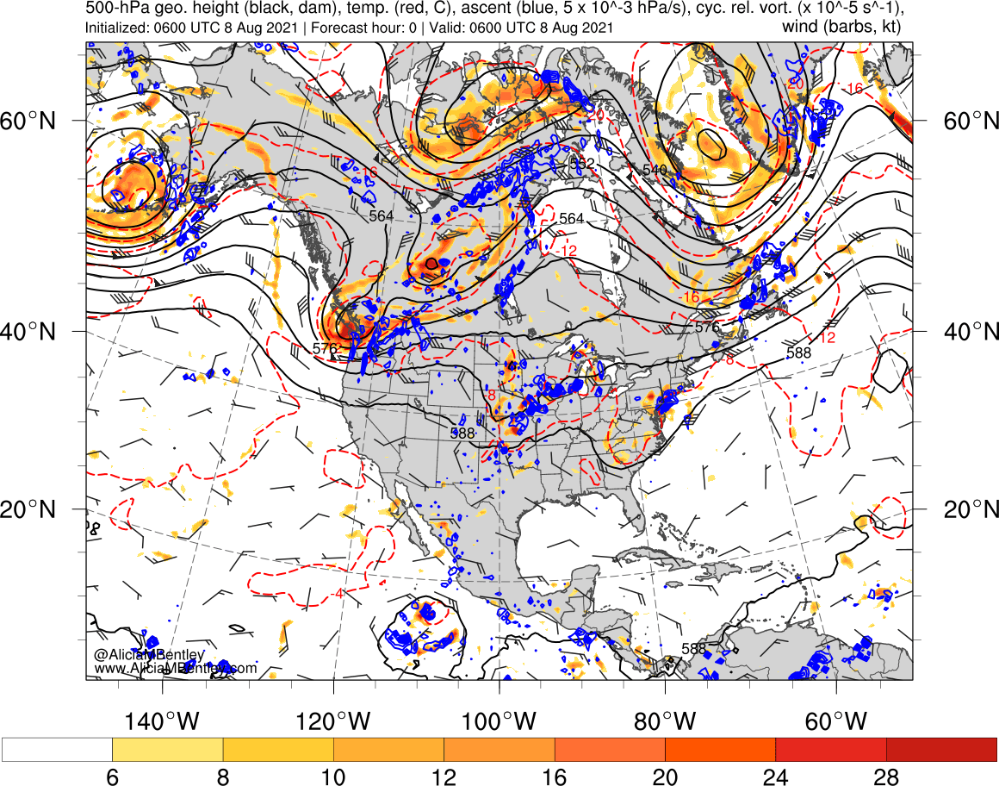 500-hPa geo. height (black, dam), temp. (red, C), ascent (blue, 5 x 10^-3 hPa/s), cyc. rel. vort. (x 10^-5 s^-1),
Initialized: 0600 UTC 8 Aug 2021 | Forecast hour: 0 | Valid: 0600 UTC 8 Aug 2021 wind (barbs, kt)
-20 -16
60°N 60°N
-20
-16 552 540
564 564
-12
-16
40°N 576 40°N
576 -12
-8 588
-8
588
20°N 20°N
-4
588
@AliciaMBentley
www.AliciaMBentley.com
140°W 120°W 100°W 80°W 60°W
6 8 10 12 16 20 24 28